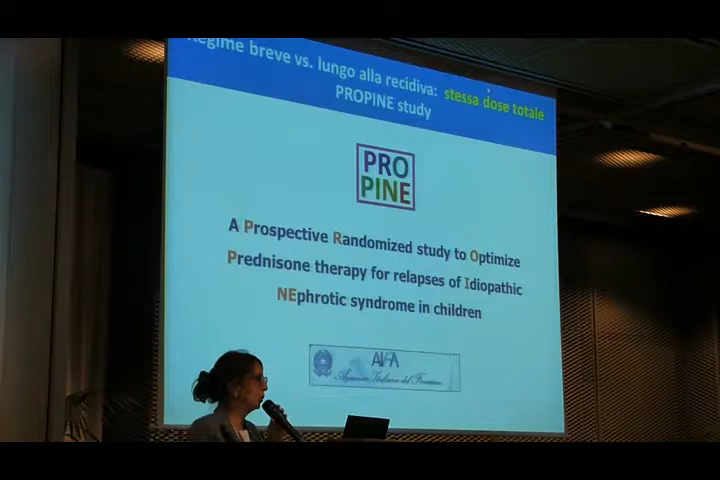 Regime breve vs. lungo alla recidiva: stessa dose totale
PROPINE study
PRO
PINE
A Prospective Randomized study to Optimize
Prednisone therapy for relapses of Idiopathic
NEphrotic syndrome in children
AIFA
Agenzia Italiana del Farmaco